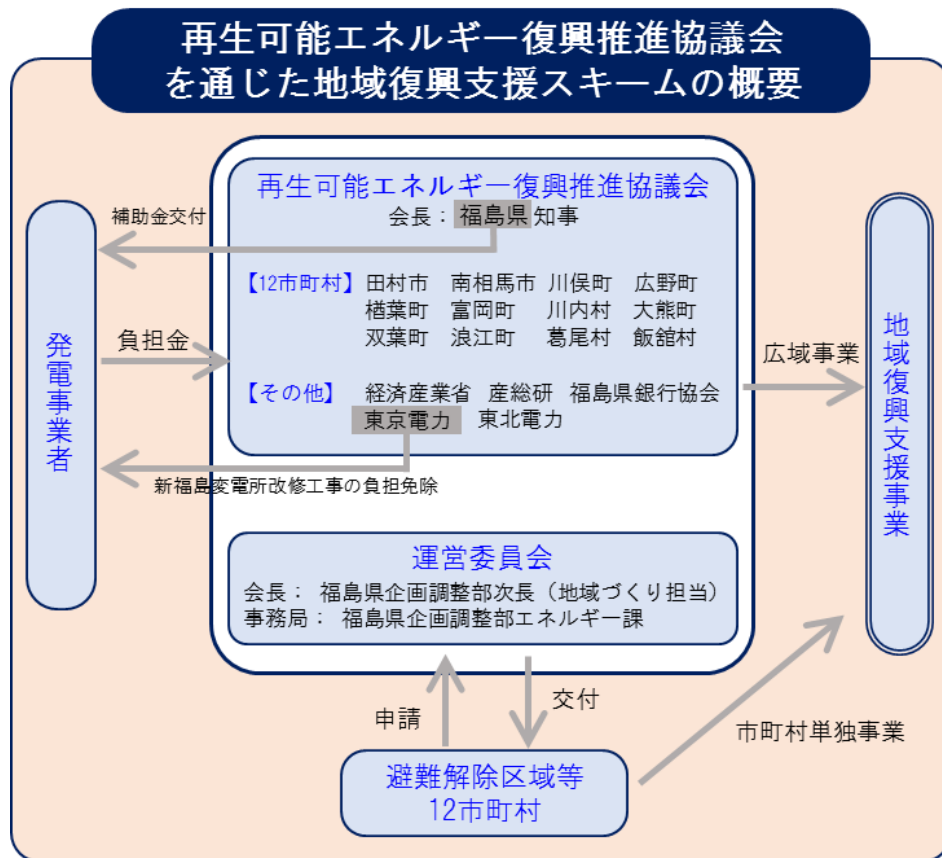 再生可能エネルギー復興推進協議会
を通じた地域復興支援スキームの概要
再生可能エネルギー復興推進協議会
会長：福島県知事
補助金交付
【12市町村】田村市 南相馬市 川俣町 広野町
楢葉町 富岡町 川内村 大熊町
双葉町 浪江町 葛尾村 飯舘村
発電事業者
負担金
広域事業
地域復興支援事業
【その他】 経済産業省 産総研 福島県銀行協会
東京電力 東北電力
新福島変電所改修工事の負担免除
運営委員会
会長： 福島県企画調整部次長（地域づくり担当）
事務局： 福島県企画調整部エネルギー課
申請
交付
市町村単独事業
避難解除区域等
12市町村